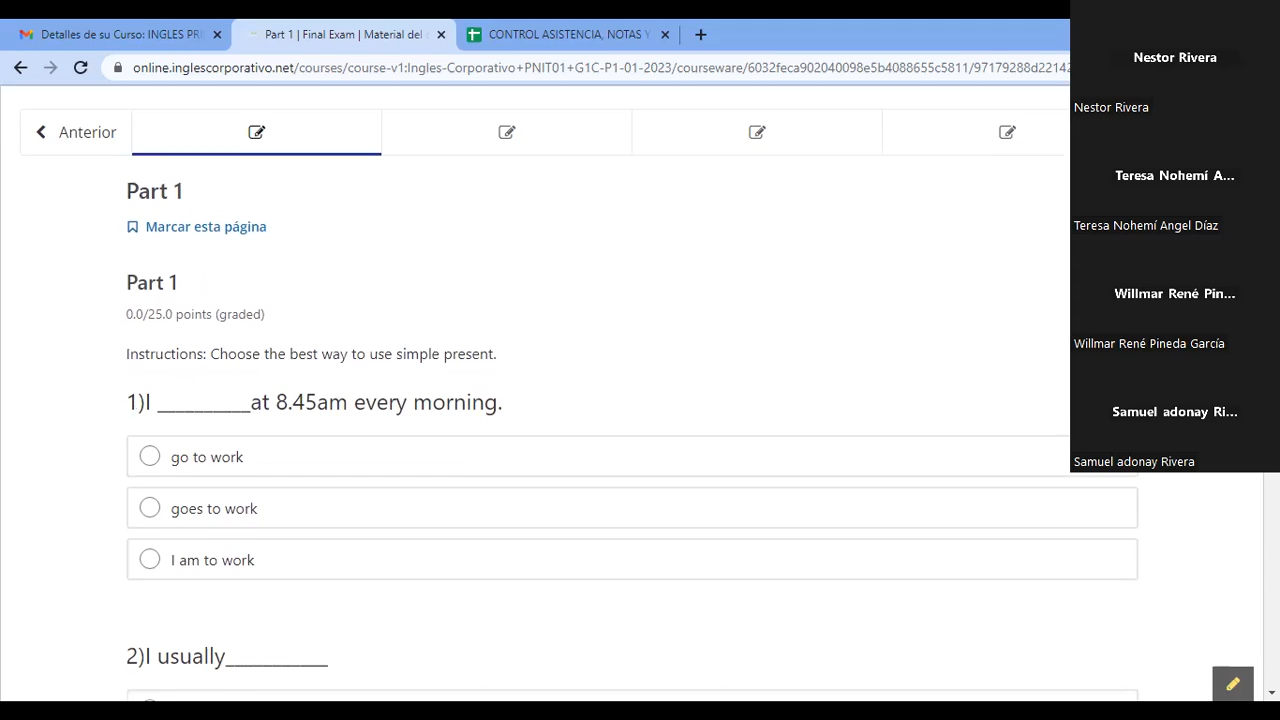 Detalles de su Curso: INGLES PR
Part 1 | Final Exam | Material del
CONTROL ASISTENCIA, NOTAS Y
online.inglescorporativo.net/courses/course-v1:Ingles-Corporativo+PNIT01+G1C-P1-01-2023/courseware/6032feca902040098e5b4088655c5811/97179288d22142
Anterior
Part 1
Marcar esta página
Part 1
0.0/25.0 points (graded)
Instructions: Choose the best way to use simple present.
1)I __________at 8.45am every morning.
go to work
goes to work
I am to work
2)I usually___________
Nestor Rivera
Nestor Rivera
Teresa Nohemí A...
Teresa Nohemí Angel Díaz
Willmar René Pin...
Willmar René Pineda García
Samuel adonay Ri...
Samuel adonay Rivera